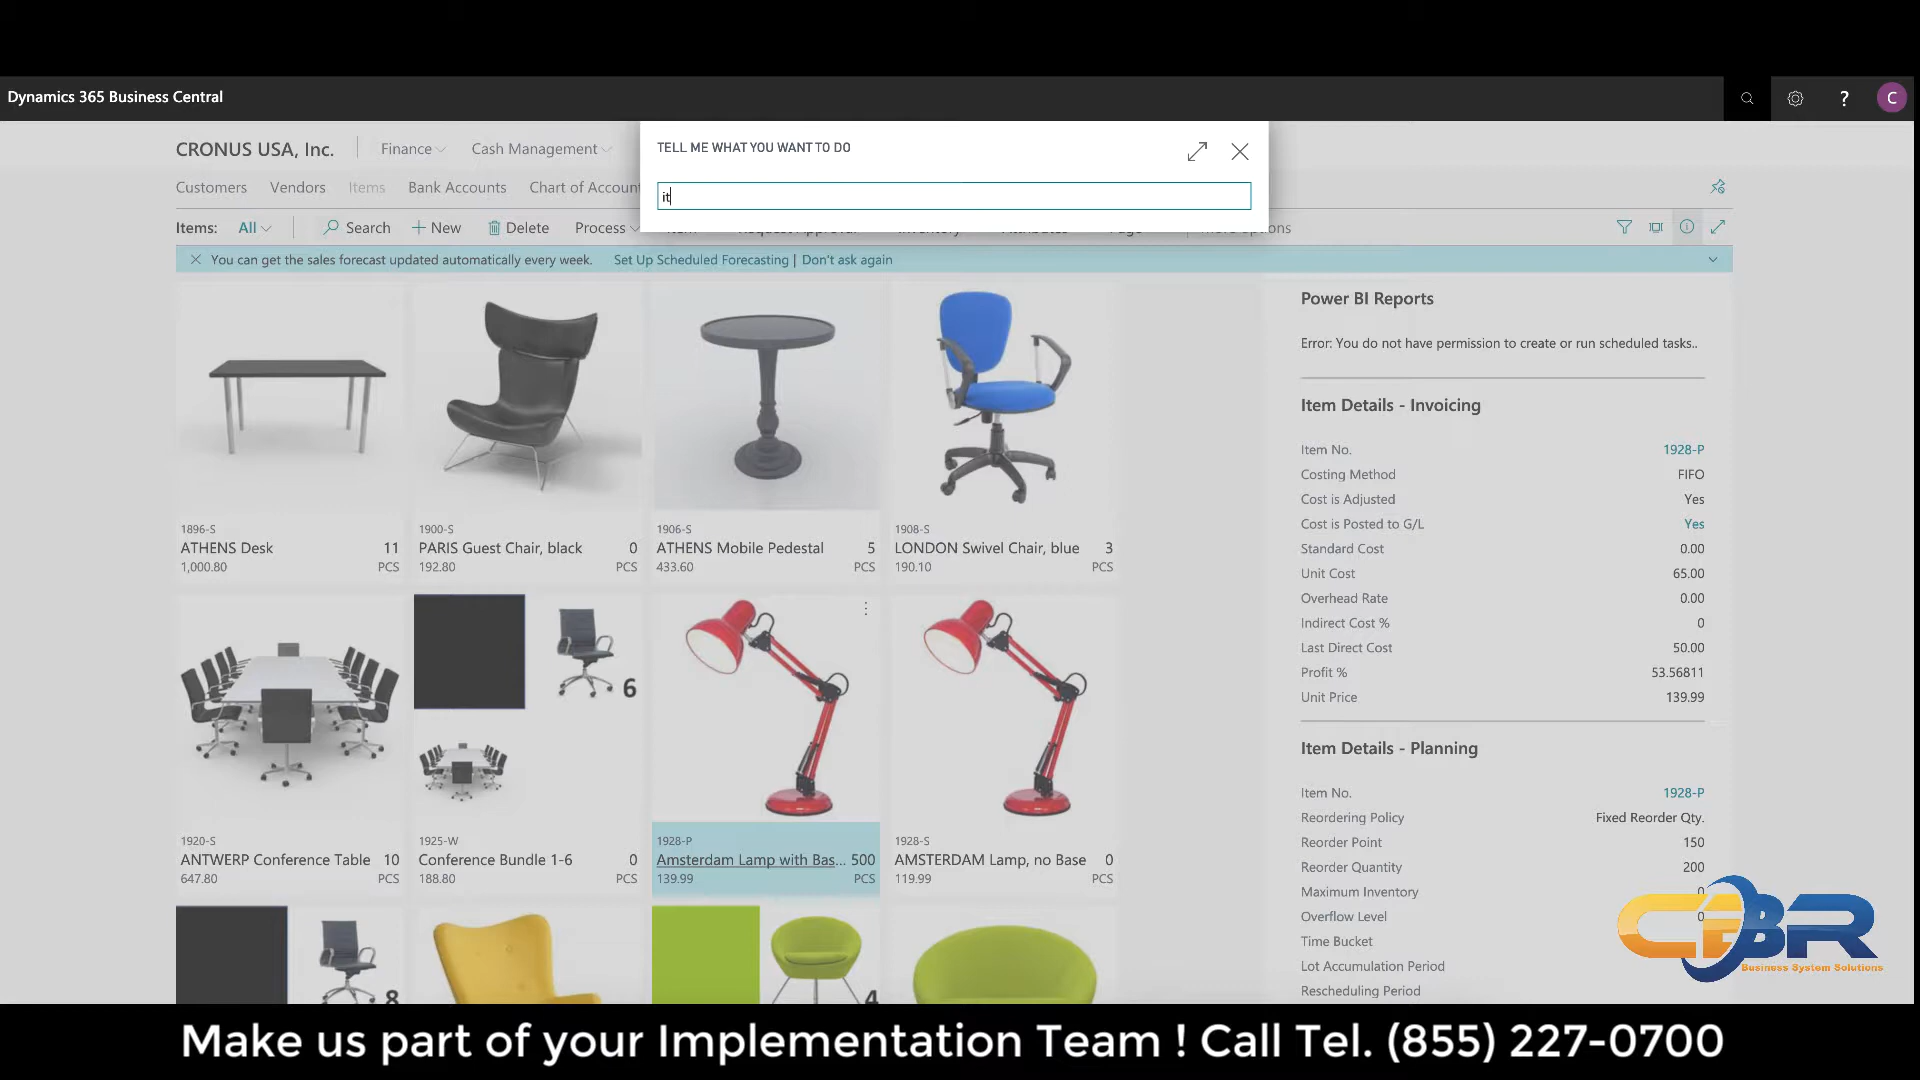 Dynamics 365 Business Central
? C
CRONUS USA, Inc. Finance Cash Management
TELL ME WHAT YOU WANT TO DO
it
Customers Vendors Items Bank Accounts Chart of Accoun
Items: All Search + New Delete Process
You can get the sales forecast updated automatically every week. Set Up Scheduled Forecasting | Don't ask again
1896-S
ATHENS Desk 11
1,000.80 PCS
1900-S
PARIS Guest Chair, black 0
192.80 PCS
1906-S
ATHENS Mobile Pedestal 5
433.60 PCS
1908-S
LONDON Swivel Chair, blue 3
190.10 PCS
6
1920-S
ANTWERP Conference Table 10
647.80 PCS
1925-W
Conference Bundle 1-6 0
188.80 PCS
1928-P
Amsterdam Lamp with Bas... 500
139.99 PCS
1928-S
AMSTERDAM Lamp, no Base 0
119.99 PCS
8
4
Power BI Reports
Error: You do not have permission to create or run scheduled tasks..
Item Details - Invoicing
Item No. 1928-P
Costing Method FIFO
Cost is Adjusted Yes
Cost is Posted to G/L Yes
Standard Cost 0.00
Unit Cost 65.00
Overhead Rate 0.00
Indirect Cost % 0
Last Direct Cost 50.00
Profit % 53.56811
Unit Price 139.99
Item Details - Planning
Item No. 1928-P
Reordering Policy Fixed Reorder Qty.
Reorder Point 150
Reorder Quantity 200
Maximum Inventory 0
Overflow Level 0
Time Bucket
Lot Accumulation Period
Rescheduling Period
Business System Solutions
Make us part of your Implementation Team ! Call Tel. (855) 227-0700